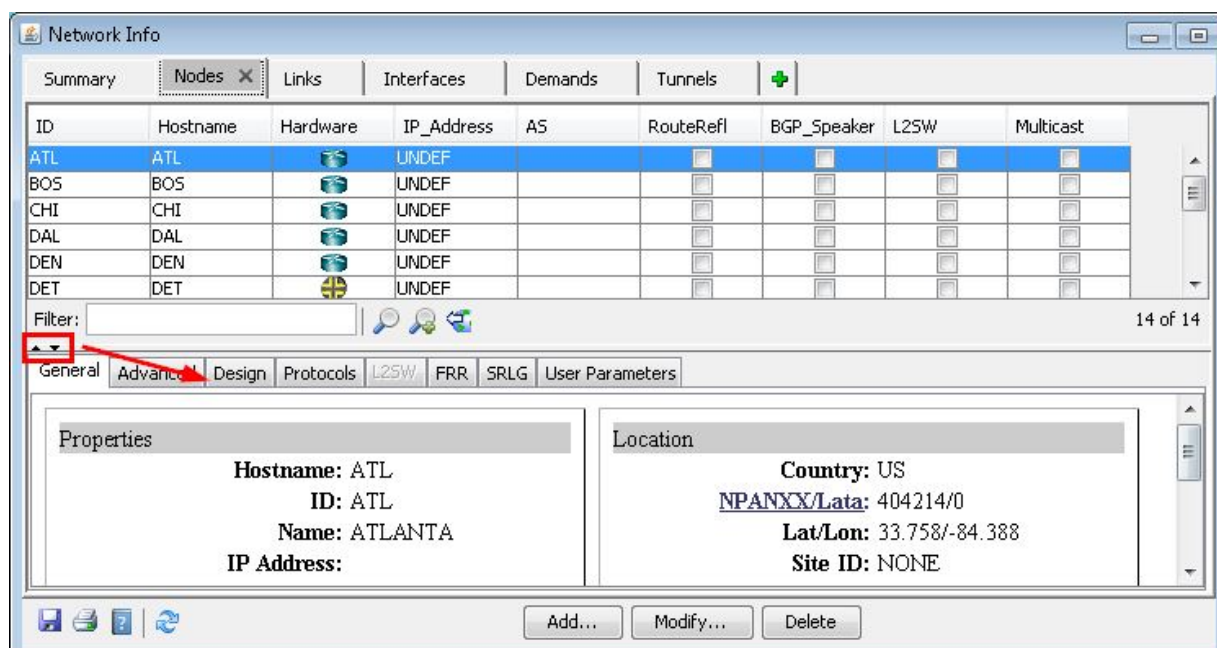 Network Info
Summary Nodes Links Interfaces Demands Tunnels
ID Hostname Hardware IP_Address AS RouteRefl BGP_Speaker L2SW Multicast
ATL ATL UNDEF
BOS BOS UNDEF
CHI CHI UNDEF
DAL DAL UNDEF
DEN DEN UNDEF
DET DET UNDEF
Filter: 14 of 14
General Advanced Design Protocols L2SW FRR SRLG User Parameters
Properties
Hostname: ATL
ID: ATL
Name: ATLANTA
IP Address:
Location
Country: US
NPANXX/Lata: 404214/0
Lat/Lon: 33.758/-84.388
Site ID: NONE
Add... Modify... Delete